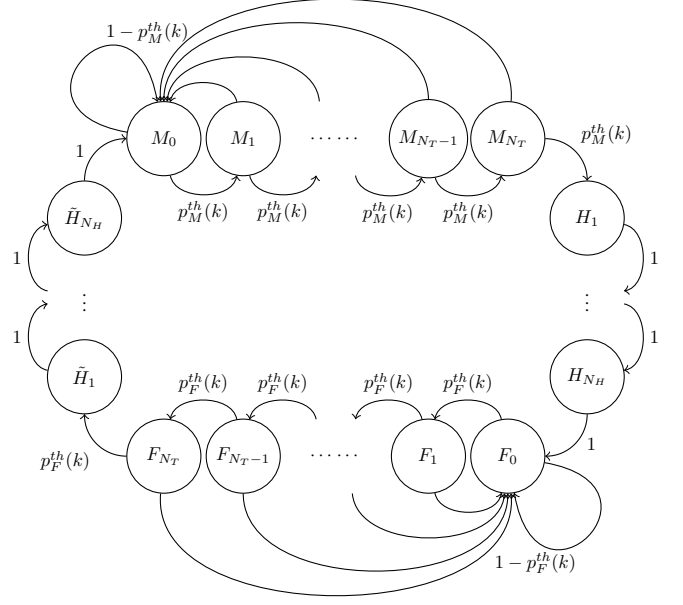 $1 - p_M^{th}(k)$
$M_0$ $M_1$ ⋯⋯ $M_{N_T-1}$ $M_{N_T}$ $p_M^{th}(k)$
1
$p_M^{th}(k)$ $p_M^{th}(k)$ $p_M^{th}(k)$ $p_M^{th}(k)$
$\tilde{H}_{N_H}$ $H_1$
1 1
⋮ ⋮
1 1
$\tilde{H}_1$ $H_{N_H}$
$p_F^{th}(k)$ $p_F^{th}(k)$ $p_F^{th}(k)$ $p_F^{th}(k)$
1
$p_F^{th}(k)$ $F_{N_T}$ $F_{N_T-1}$ ⋯⋯ $F_1$ $F_0$
$1 - p_F^{th}(k)$